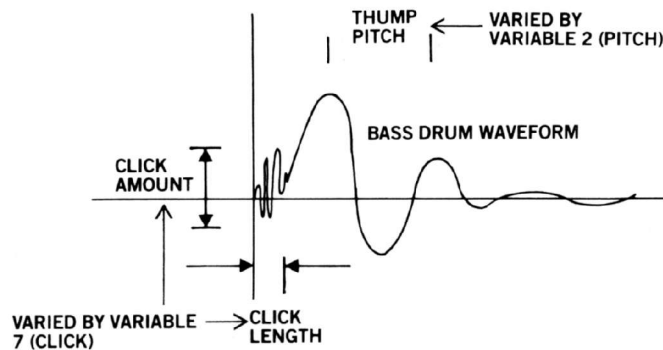 THUMP
PITCH
VARIED BY
VARIABLE 2 (PITCH)
BASS DRUM WAVEFORM
CLICK
AMOUNT
VARIED BY VARIABLE
7 (CLICK)
CLICK
LENGTH